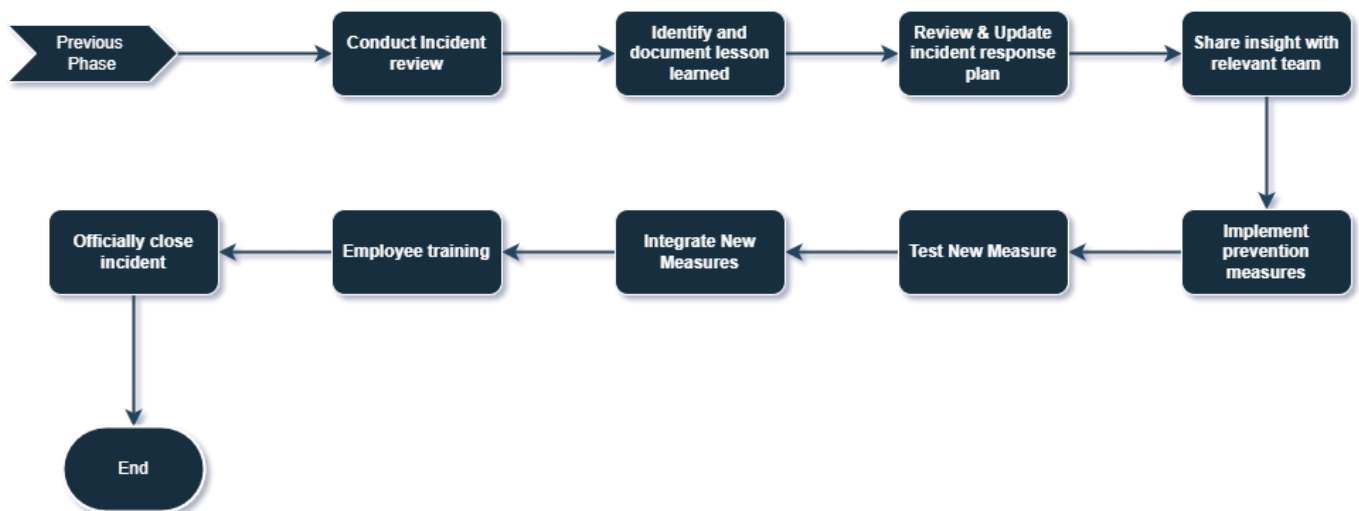 Previous
Phase
Conduct Incident
review
Identify and
document lesson
learned
Review & Update
incident response
plan
Share insight with
relevant team
Implement
prevention
measures
Test New Measure
Integrate New
Measures
Employee training
Officially close
incident
End